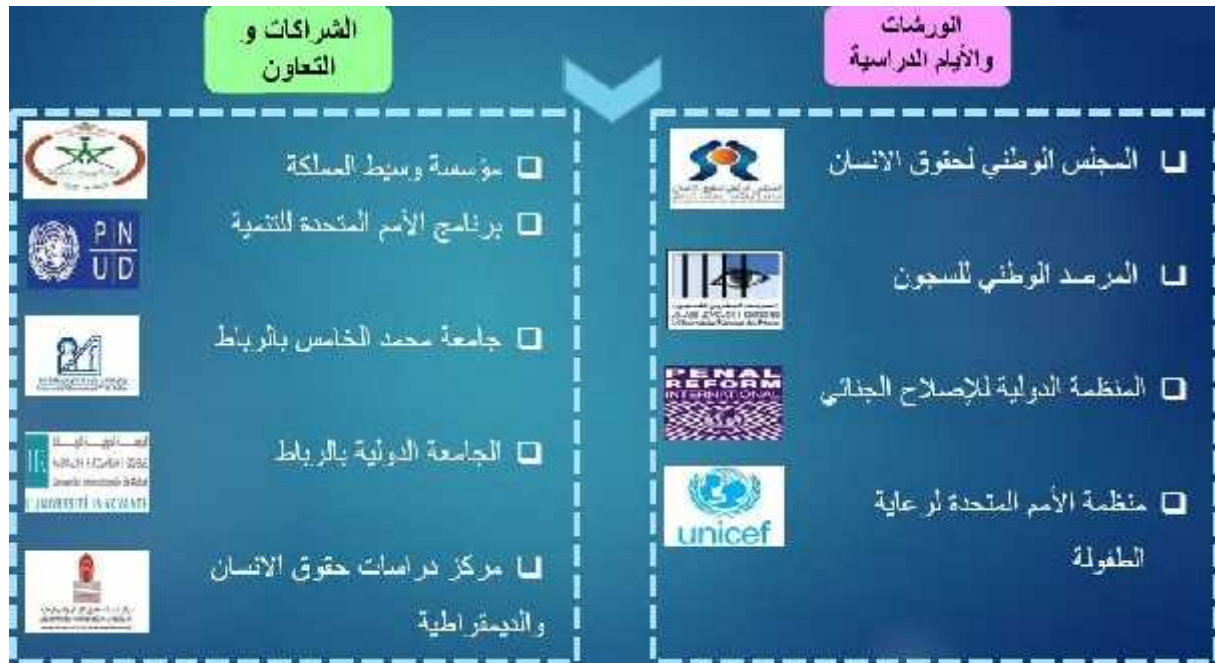 الورشات
والأيام الدراسية
المجلس الوطني لحقوق الانسان
المرصد الوطني للسجون
PENAL
REFORM
INTERNATIONAL
المنظمة الدولية للإصلاح الجنائي
unicef
منظمة الأمم المتحدة لرعاية
الطفولة
الشراكات و
التعاون
مؤسسة وسيط المملكة
PN
UD
برنامج الأمم المتحدة للتنمية
جامعة محمد الخامس بالرباط
الجامعة الدولية بالرباط
مركز دراسات حقوق الانسان
والديمقراطية